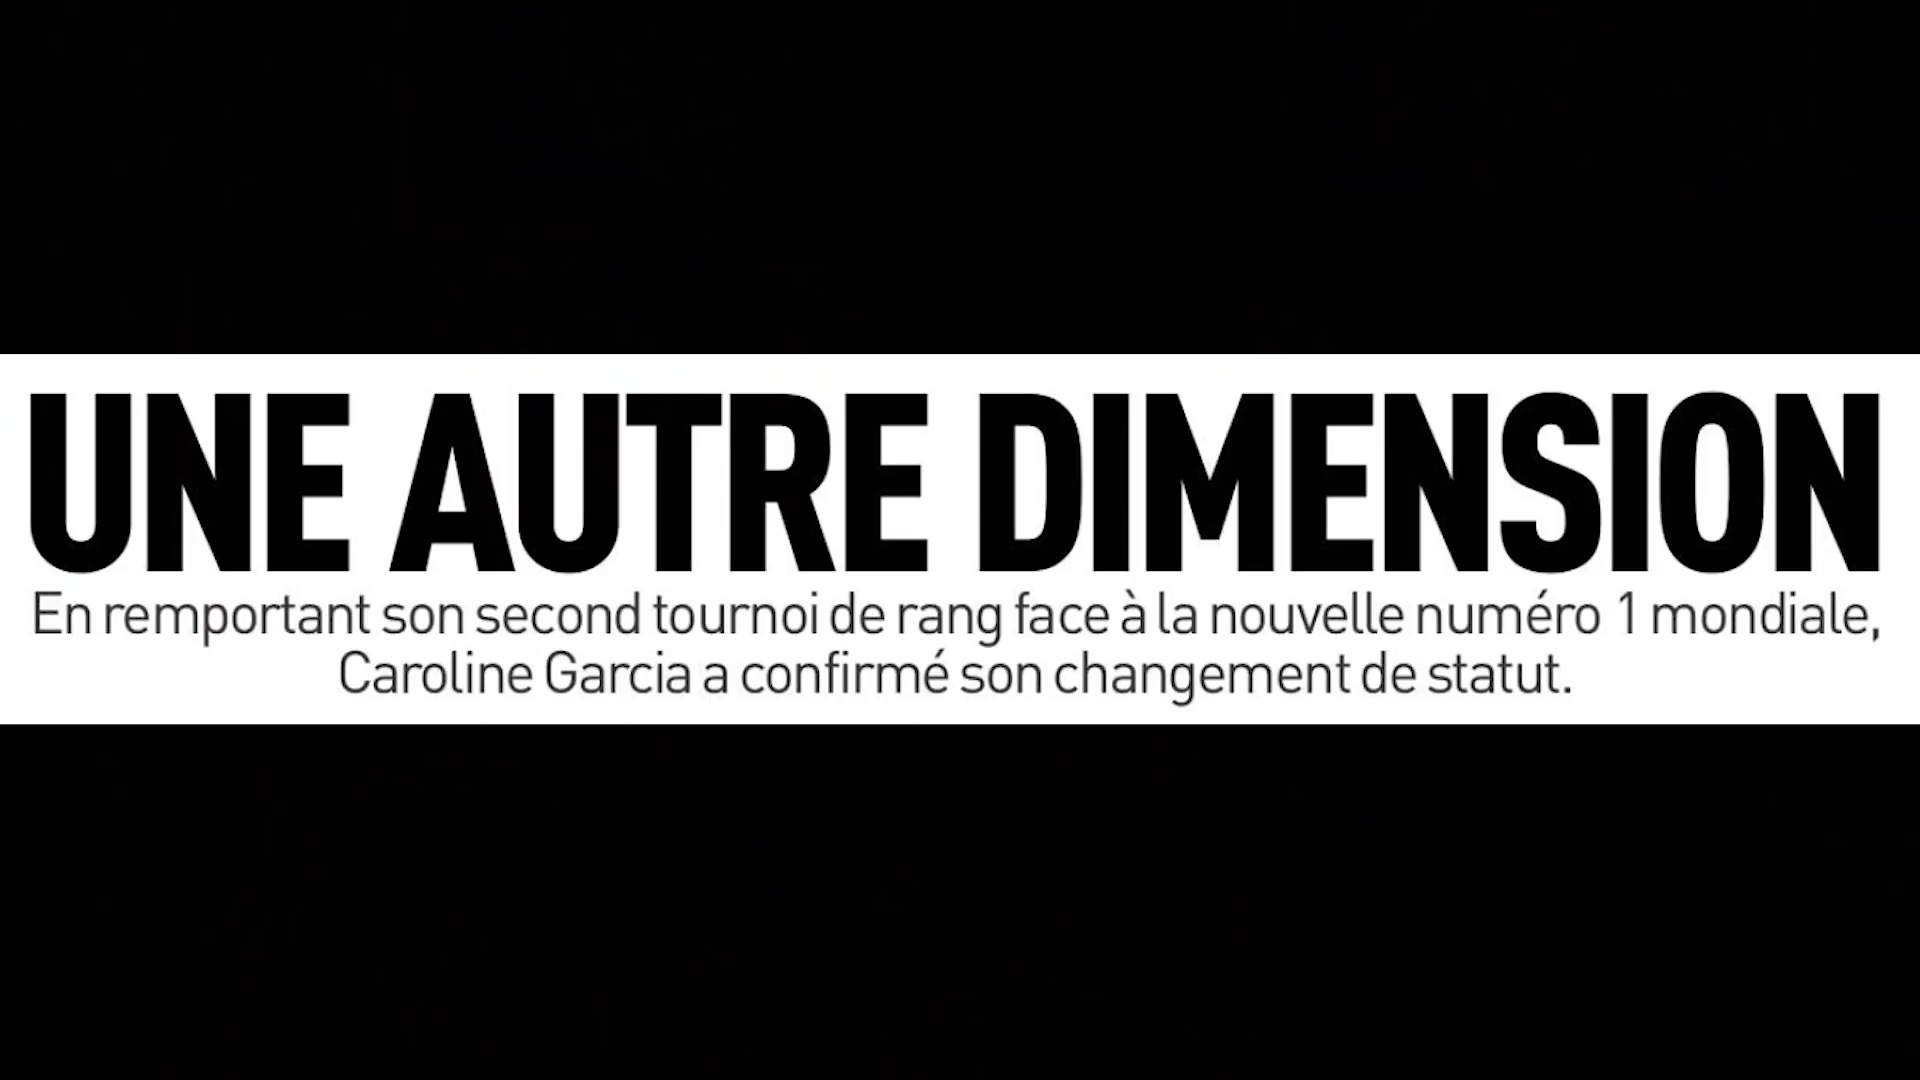 UNE AUTRE DIMENSION
En remportant son second tournoi de rang face à la nouvelle numéro 1 mondiale,
Caroline Garcia a confirmé son changement de statut.